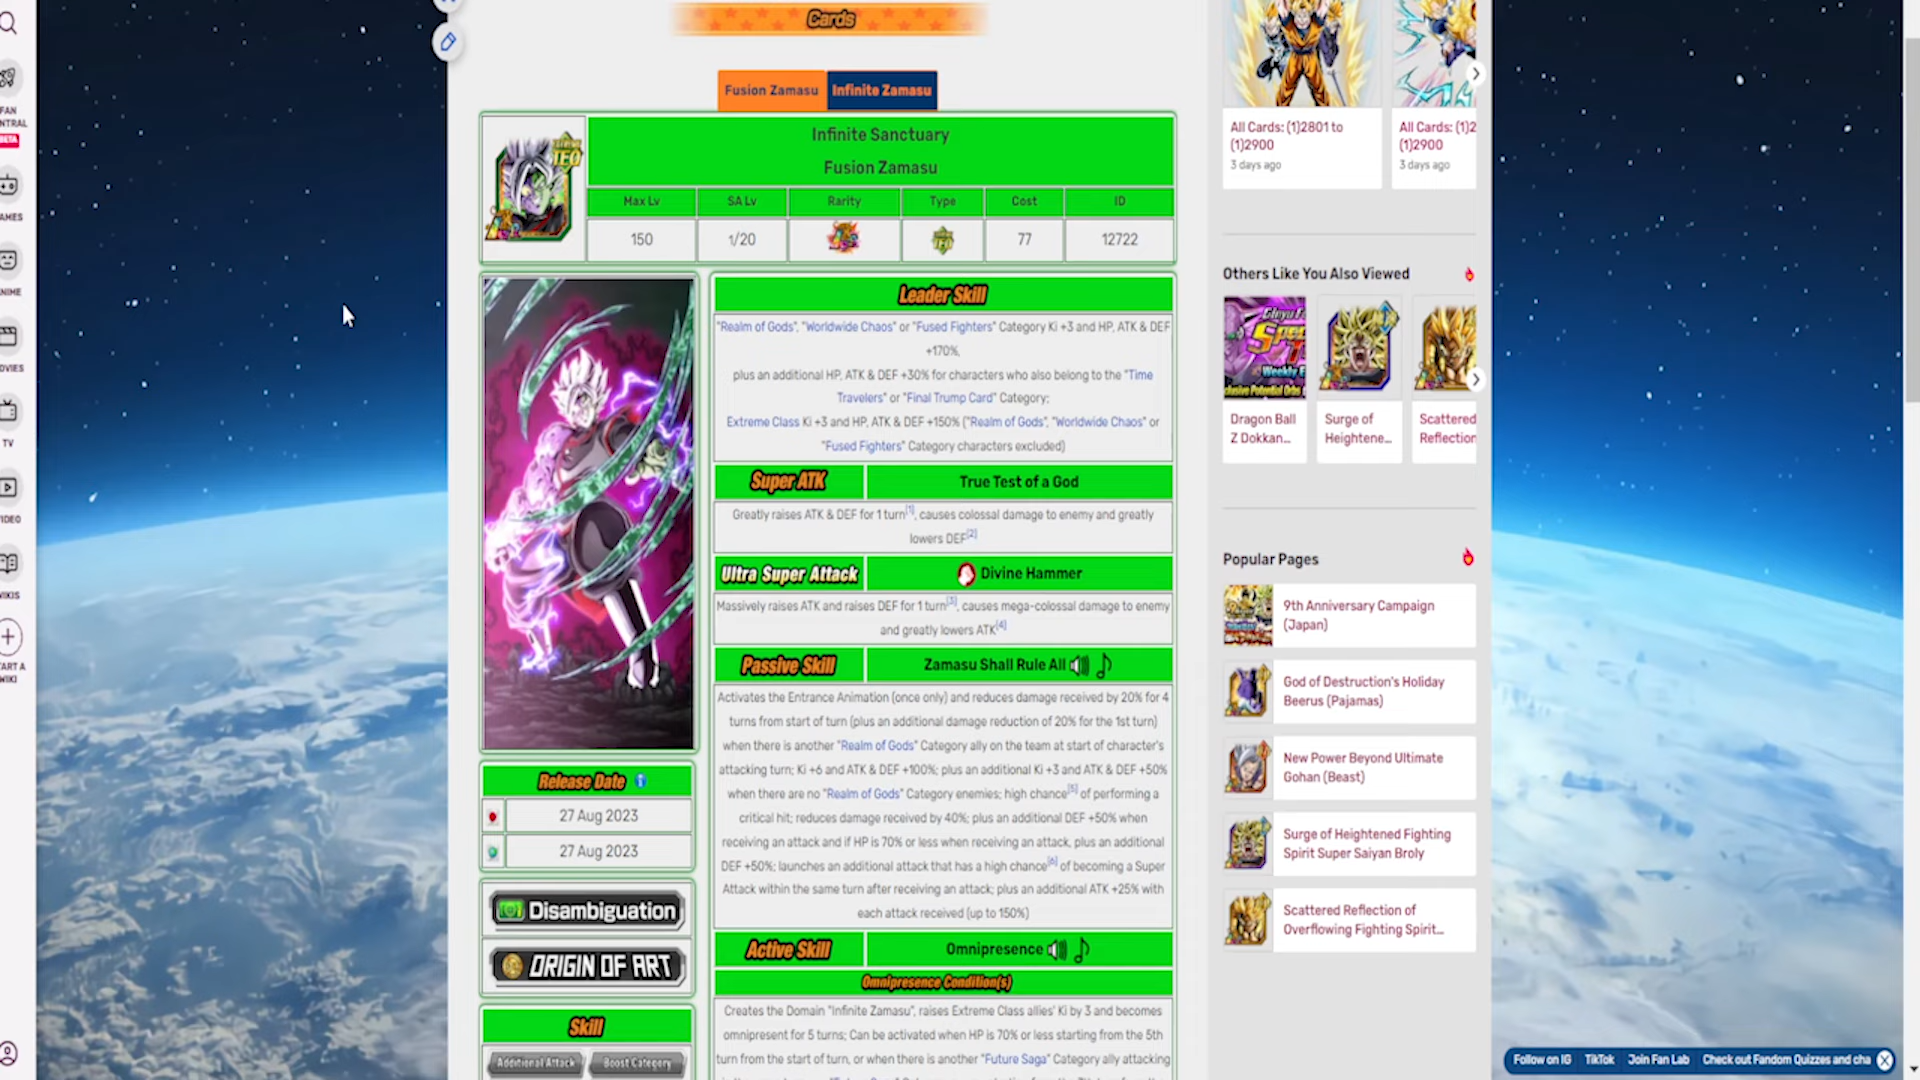 Cards
FAN
NTRAL
BETA
AMES
NIME
OVIES
TV
IDEO
IKIS
TART A
WIKI
Fusion Zamasu
Infinite Zamasu
TEQ
Infinite Sanctuary
Fusion Zamasu
Max Lv
SA Lv
Rarity
Type
Cost
ID
150
1/20
TEQ
77
12722
Leader Skill
"Realm of Gods", "Worldwide Chaos" or "Fused Fighters" Category Ki +3 and HP, ATK & DEF
+170%,
plus an additional HP, ATK & DEF +30% for characters who also belong to the "Time
Travelers" or "Final Trump Card" Category;
Extreme Class Ki +3 and HP, ATK & DEF +150% ("Realm of Gods", "Worldwide Chaos" or
"Fused Fighters" Category characters excluded)
Super ATK
True Test of a God
Greatly raises ATK & DEF for 1 turn[1], causes colossal damage to enemy and greatly
lowers DEF[2]
Ultra Super Attack
Divine Hammer
Massively raises ATK and raises DEF for 1 turn[3], causes mega-colossal damage to enemy
and greatly lowers ATK[4]
Passive Skill
Zamasu Shall Rule All
Activates the Entrance Animation (once only) and reduces damage received by 20% for 4
turns from start of turn (plus an additional damage reduction of 20% for the 1st turn)
when there is another "Realm of Gods" Category ally on the team at start of character's
attacking turn; Ki +6 and ATK & DEF +100%; plus an additional Ki +3 and ATK & DEF +50%
when there are no "Realm of Gods" Category enemies; high chance[5] of performing a
critical hit; reduces damage received by 40%; plus an additional DEF +50% when
receiving an attack and if HP is 70% or less when receiving an attack, plus an additional
DEF +50%; launches an additional attack that has a high chance[6] of becoming a Super
Attack within the same turn after receiving an attack; plus an additional ATK +25% with
each attack received (up to 150%)
Active Skill
Omnipresence
Omnipresence Condition(s)
Creates the Domain "Infinite Zamasu", raises Extreme Class allies' Ki by 3 and becomes
omnipresent for 5 turns; Can be activated when HP is 70% or less starting from the 5th
turn from the start of turn, or when there is another "Future Saga" Category ally attacking
Release Date
27 Aug 2023
27 Aug 2023
Disambiguation
ORIGIN OF ART
Skill
Additional Attack
Boost Category
All Cards: (1)2801 to
(1)2900
3 days ago
All Cards: (1)2
(1)2900
3 days ago
Others Like You Also Viewed
Dragon Ball
Z Dokkan...
Surge of
Heightene...
Scattered
Reflection
Popular Pages
9th Anniversary Campaign
(Japan)
God of Destruction's Holiday
Beerus (Pajamas)
New Power Beyond Ultimate
Gohan (Beast)
Surge of Heightened Fighting
Spirit Super Saiyan Broly
Scattered Reflection of
Overflowing Fighting Spirit...
Follow on IG
TikTok
Join Fan Lab
Check out Fandom Quizzes and cha